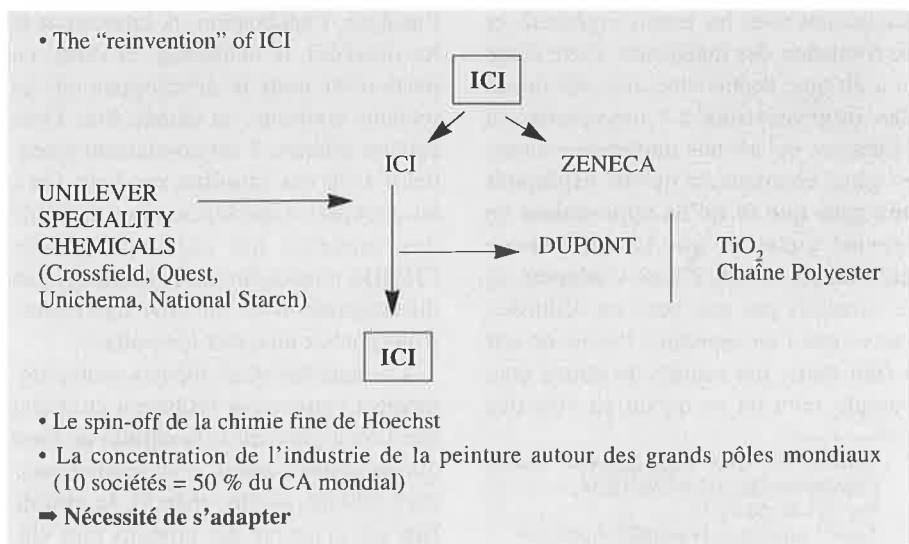 • The “reinvention” of ICI
ICI
ICI ZENECA
UNILEVER
SPECIALITY
CHEMICALS
(Crossfield, Quest,
Unichema, National Starch)
DUPONT
TiO2
Chaîne Polyester
ICI
• Le spin-off de la chimie fine de Hoechst
• La concentration de l’industrie de la peinture autour des grands pôles mondiaux
(10 sociétés = 50 % du CA mondial)
➡ Nécessité de s’adapter